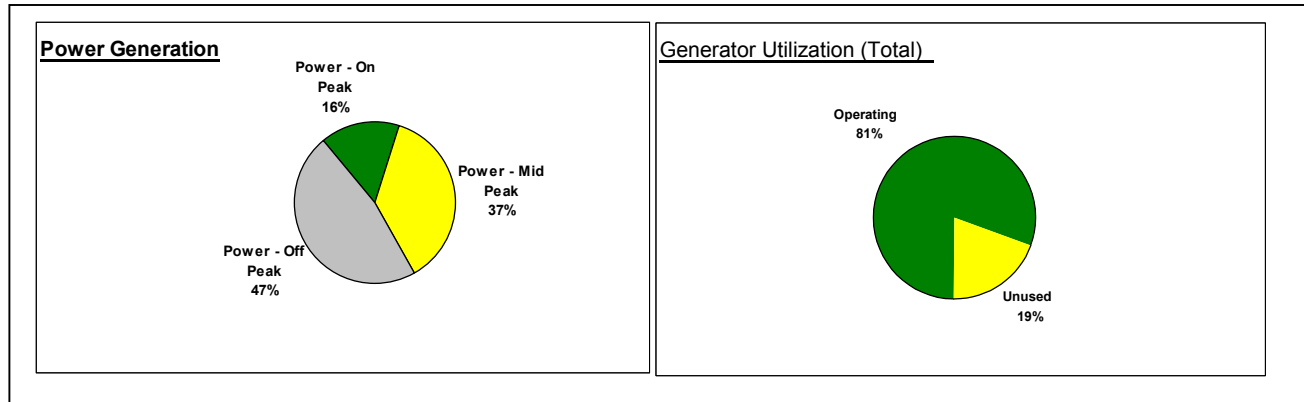 Power Generation
Power - On
Peak
16%
Power - Mid
Peak
37%
Power - Off
Peak
47%
Generator Utilization (Total)
Operating
81%
Unused
19%